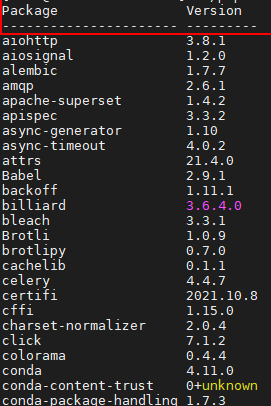 Package Version
------------------------- ---------
aiohttp 3.8.1
aiosignal 1.2.0
alembic 1.7.7
amqp 2.6.1
apache-superset 1.4.2
apispec 3.3.2
async-generator 1.10
async-timeout 4.0.2
attrs 21.4.0
Babel 2.9.1
backoff 1.11.1
billiard 3.6.4.0
bleach 3.3.1
Brotli 1.0.9
brotlipy 0.7.0
cachelib 0.1.1
celery 4.4.7
certifi 2021.10.8
cffi 1.15.0
charset-normalizer 2.0.4
click 7.1.2
colorama 0.4.4
conda 4.11.0
conda-content-trust 0+unknown
conda-package-handling 1.7.3